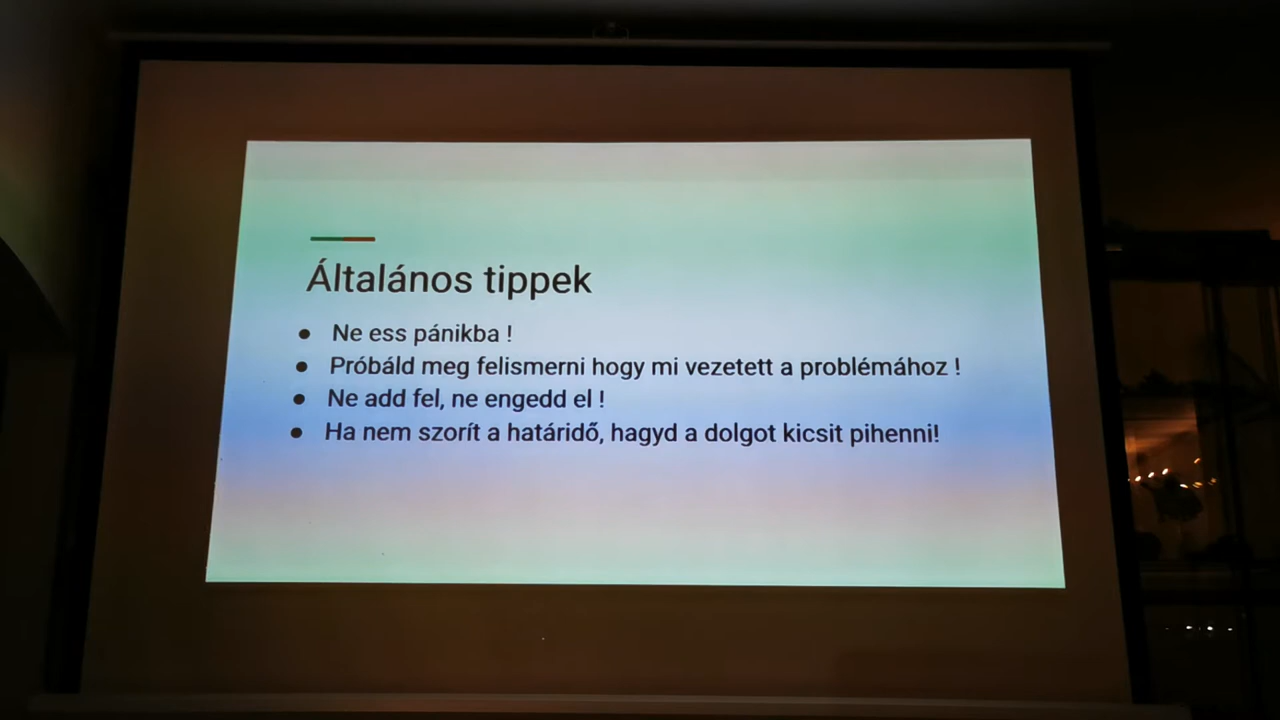 Általános tippek
● Ne ess pánikba !
● Próbáld meg felismerni hogy mi vezetett a problémához !
● Ne add fel, ne engedd el !
● Ha nem szorít a határidő, hagyd a dolgot kicsit pihenni!